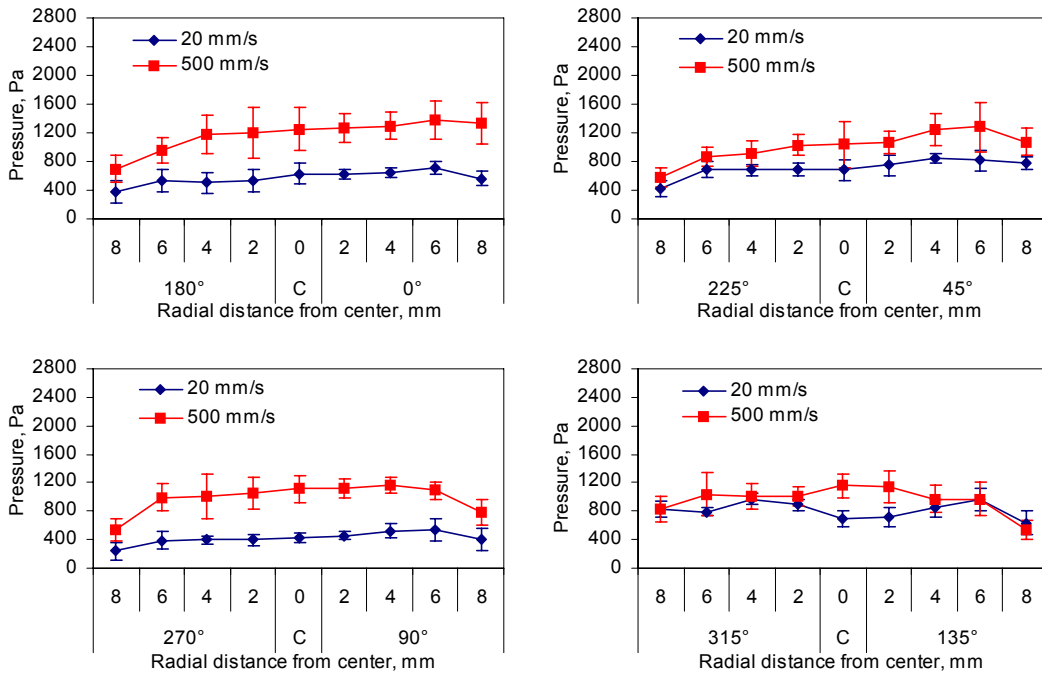 2800
2400
2000
1600
1200
800
400
0
Pressure, Pa
20 mm/s
500 mm/s
8 6 4 2 0 2 4 6 8
180° C 0°
Radial distance from center, mm
2800
2400
2000
1600
1200
800
400
0
Pressure, Pa
20 mm/s
500 mm/s
8 6 4 2 0 2 4 6 8
225° C 45°
Radial distance from center, mm
2800
2400
2000
1600
1200
800
400
0
Pressure, Pa
20 mm/s
500 mm/s
8 6 4 2 0 2 4 6 8
270° C 90°
Radial distance from center, mm
2800
2400
2000
1600
1200
800
400
0
Pressure, Pa
20 mm/s
500 mm/s
8 6 4 2 0 2 4 6 8
315° C 135°
Radial distance from center, mm